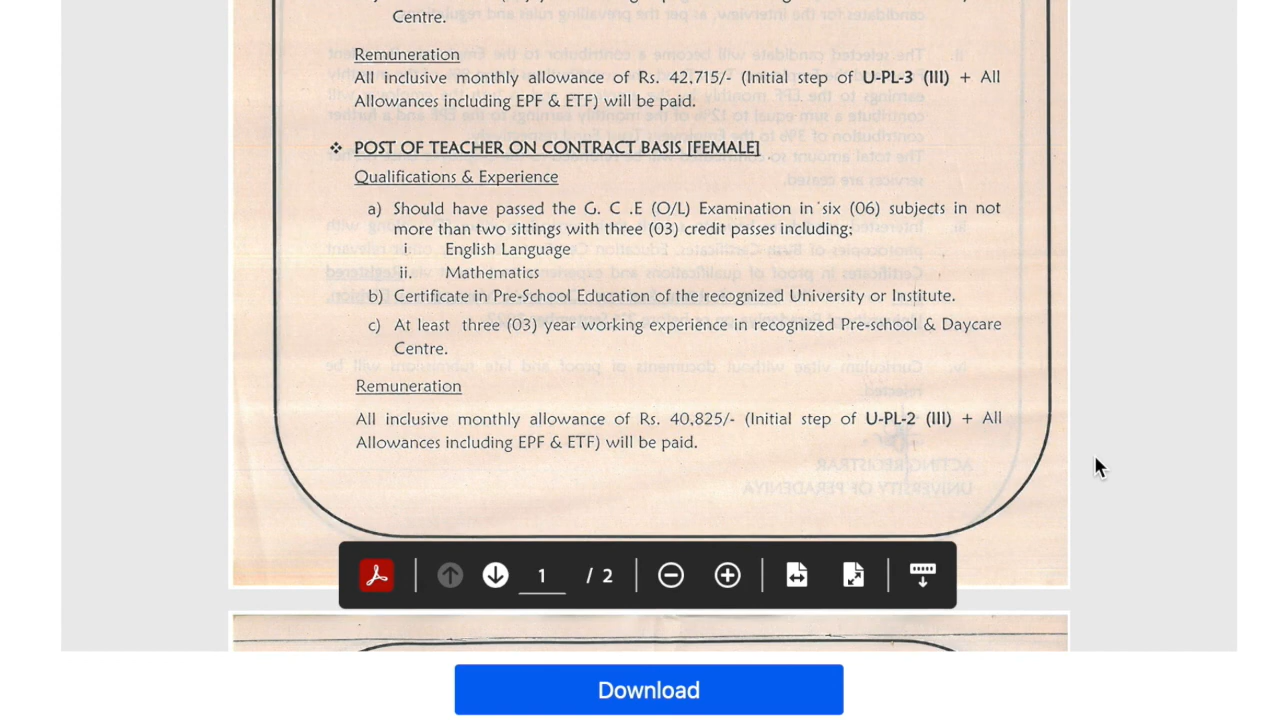 Centre.
Remuneration
All inclusive monthly allowance of Rs. 42,715/- (Initial step of U-PL-3 (III) + All
Allowances including EPF & ETF) will be paid.
❖ POST OF TEACHER ON CONTRACT BASIS [FEMALE]
Qualifications & Experience
a) Should have passed the G. C .E (O/L) Examination in six (06) subjects in not
more than two sittings with three (03) credit passes including;
i. English Language
ii. Mathematics
b) Certificate in Pre-School Education of the recognized University or Institute.
c) At least three (03) year working experience in recognized Pre-school & Daycare
Centre.
Remuneration
All inclusive monthly allowance of Rs. 40,825/- (Initial step of U-PL-2 (III) + All
Allowances including EPF & ETF) will be paid.
ACTING REGISTRAR
UNIVERSITY OF PERADENIYA
1 / 2
Download